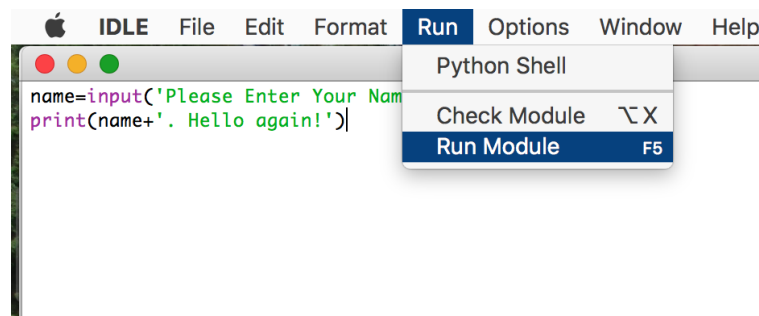 IDLE File Edit Format Run Options Window Help
Python Shell
name=input('Please Enter Your Nam
print(name+'. Hello again!')
Check Module ⌥X
Run Module F5